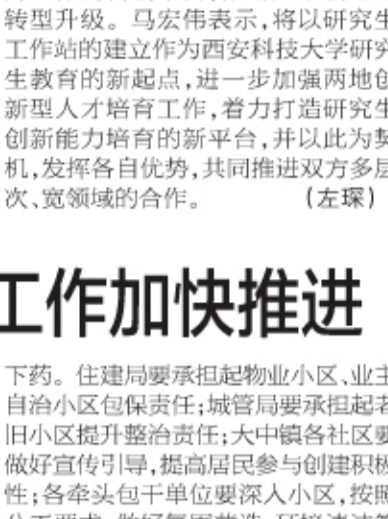 转型升级。马宏伟表示,将以研究生
工作站的建立作为西安科技大学研究
生教育的新起点,进一步加强两地创
新型人才培育工作,着力打造研究生
创新能力培育的新平台,并以此为契
机,发挥各自优势,共同推进双方多层
次、宽领域的合作。 (左琛)
工作加快推进
下药。住建局要承担起物业小区、业主
自治小区包保责任;城管局要承担起老
旧小区提升整治责任;大中镇各社区要
做好宣传引导,提高居民参与创建积极
性;各牵头包干单位要深入小区,按照